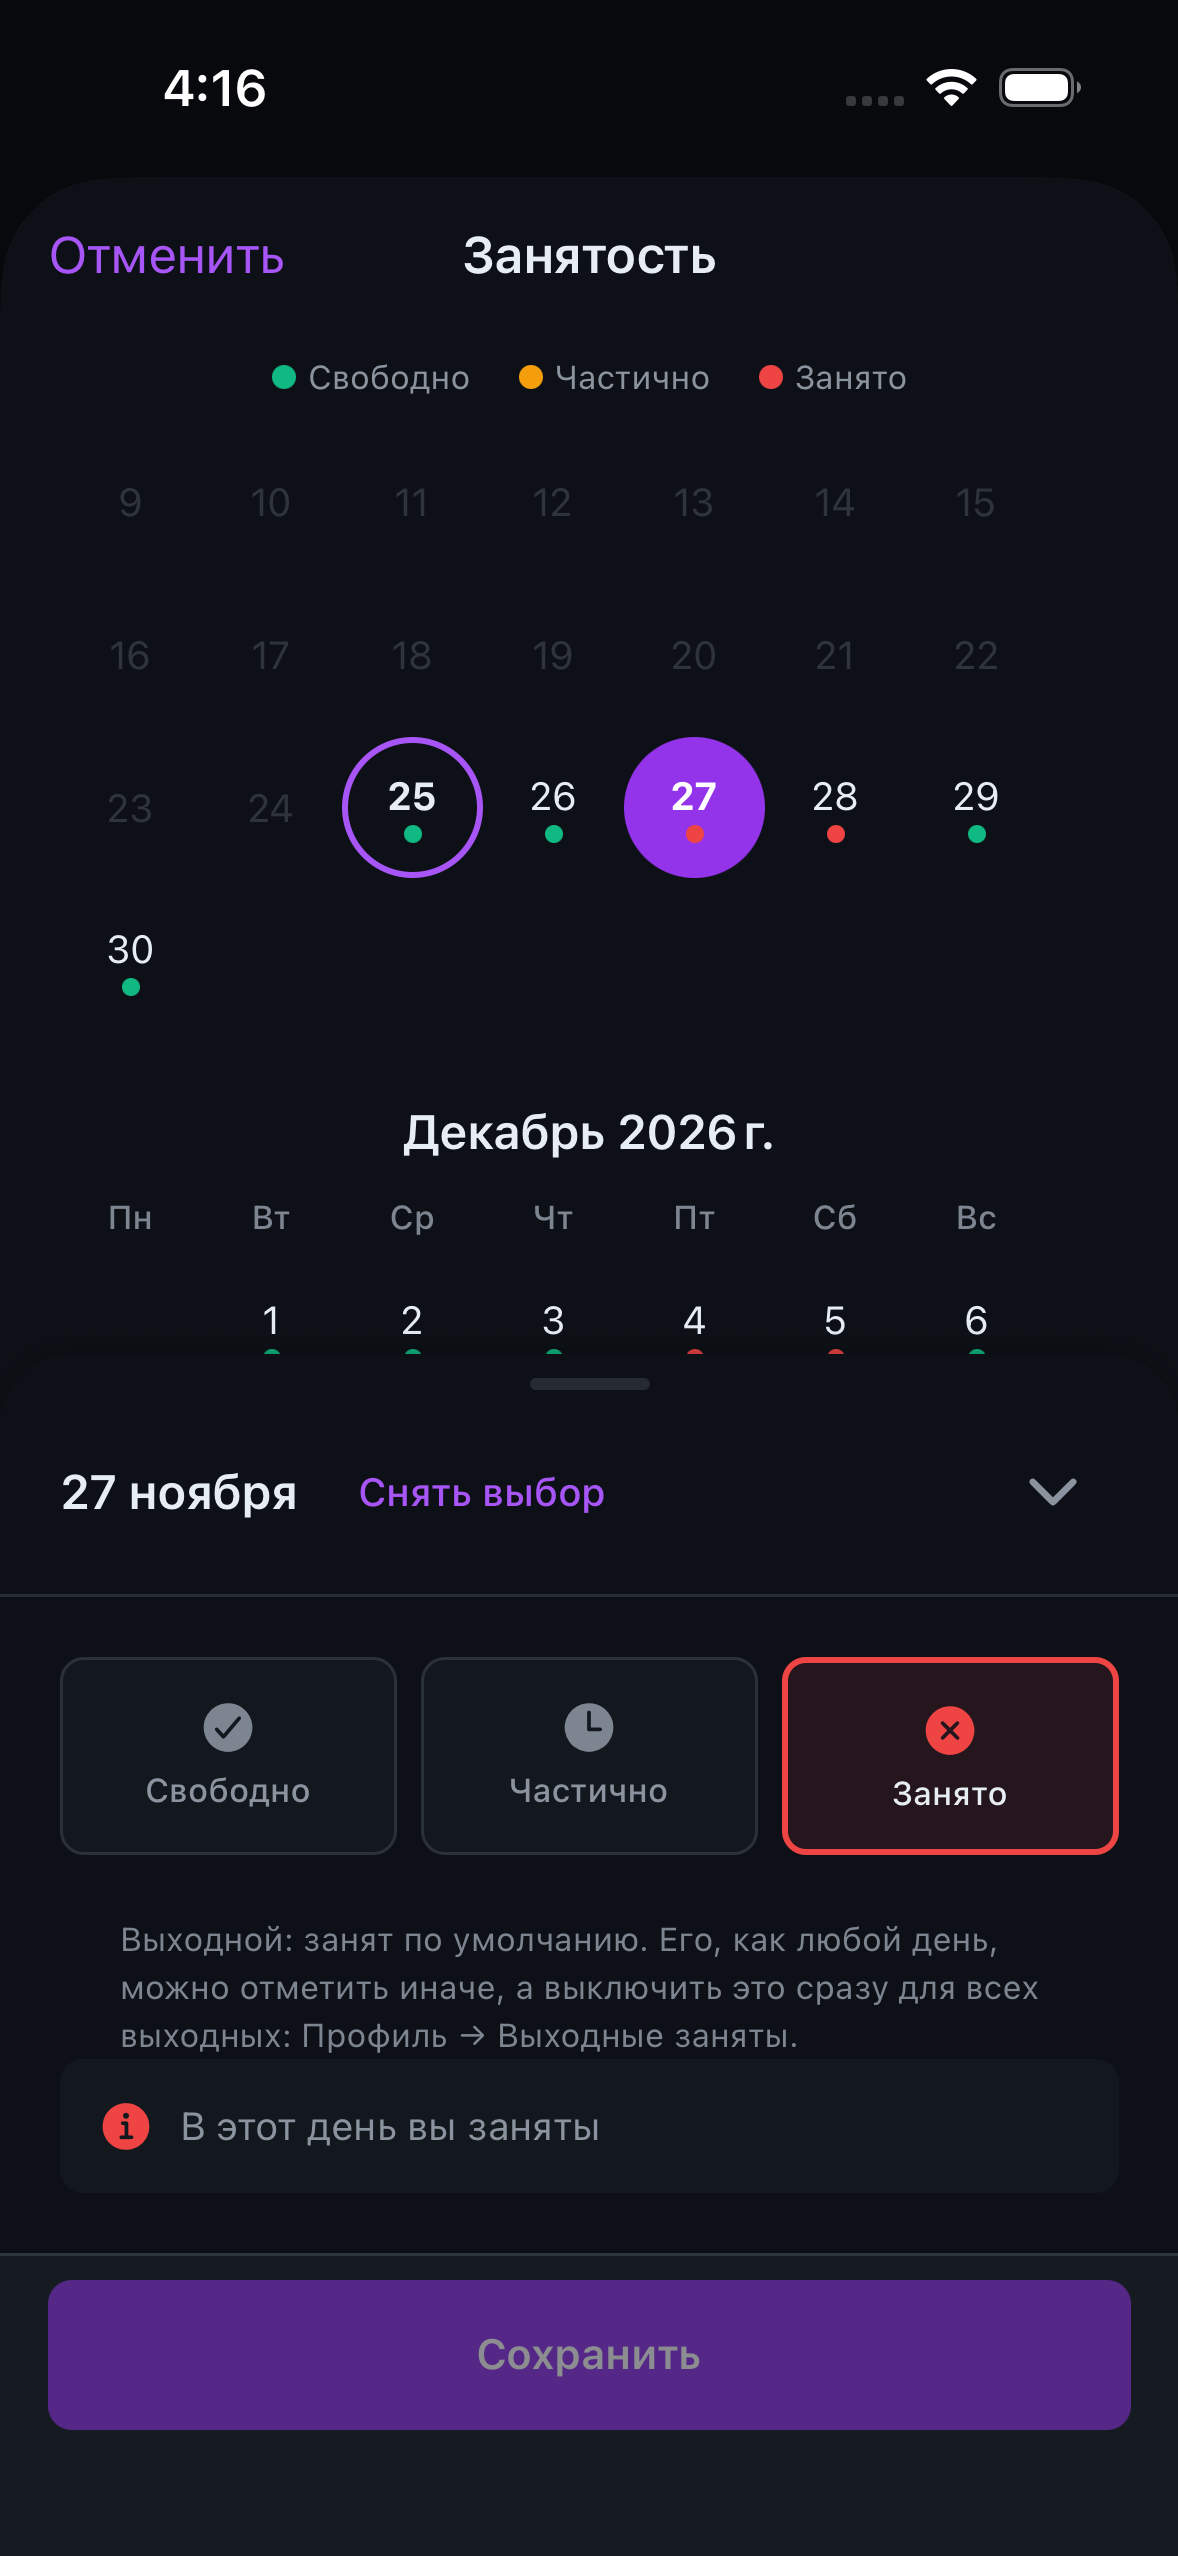 4:16
Отменить Занятость
Свободно Частично Занято
9 10 11 12 13 14 15
16 17 18 19 20 21 22
23 24 25 26 27 28 29
30
Декабрь 2026 г.
Пн Вт Ср Чт Пт Сб Вс
1 2 3 4 5 6
27 ноября Снять выбор
Свободно Частично Занято
Выходной: занят по умолчанию. Его, как любой день,
можно отметить иначе, а выключить это сразу для всех
выходных: Профиль → Выходные заняты.
В этот день вы заняты
Сохранить